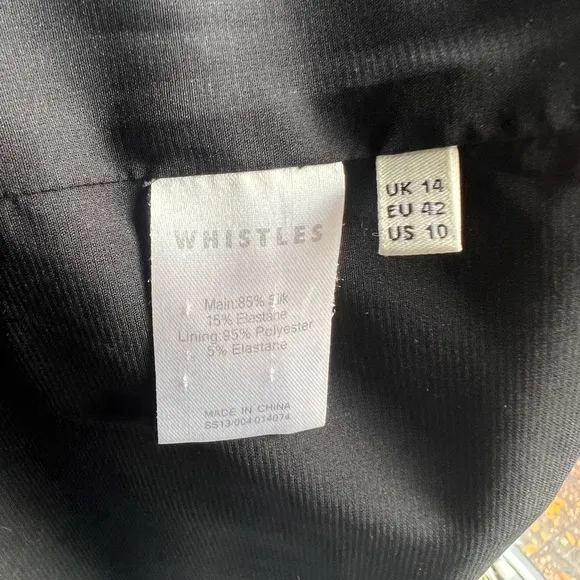 WHISTLES
Main:85% Silk
15% Elastane
Lining:95% Polyester
5% Elastane
MADE IN CHINA
SS13/004 014074
UK 14
EU 42
US 10